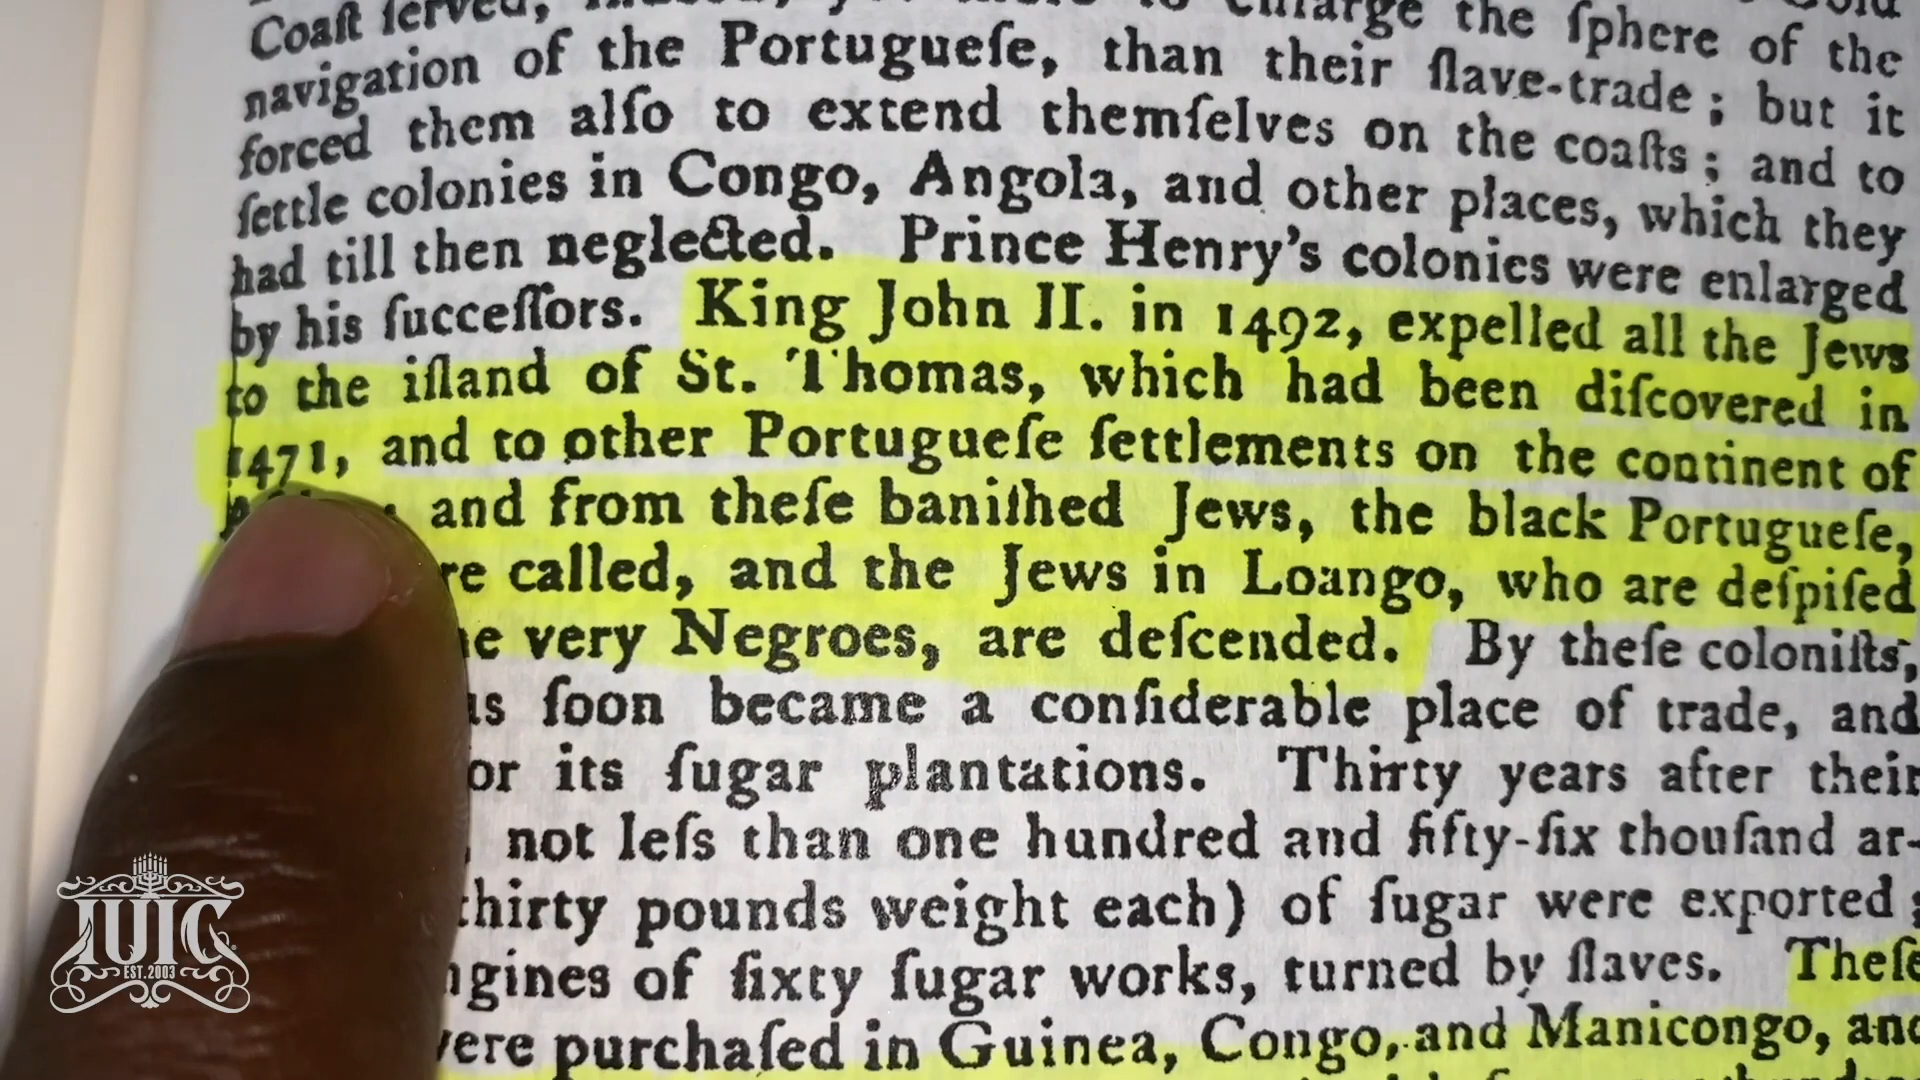 Coaſt ſerved, enlarge the ſphere of the
navigation of the Portugueſe, than their ſlave-trade; but it
forced them alſo to extend themſelves on the coaſts; and to
ſettle colonies in Congo, Angola, and other places, which they
had till then neglected. Prince Henry's colonies were enlarged
by his ſucceſſors. King John II. in 1492, expelled all the Jews
to the iſland of St. Thomas, which had been diſcovered in
1471, and to other Portugueſe ſettlements on the continent of
and from theſe baniſhed Jews, the black Portugueſe,
re called, and the Jews in Loango, who are deſpiſed
e very Negroes, are deſcended. By theſe coloniſts,
as ſoon became a conſiderable place of trade, and
or its ſugar plantations. Thirty years after their
, not leſs than one hundred and fifty-ſix thouſand ar-
thirty pounds weight each) of ſugar were exported;
ngines of ſixty ſugar works, turned by ſlaves. Theſe
were purchaſed in Guinea, Congo, and Manicongo, and
IUIC
EST. 2003